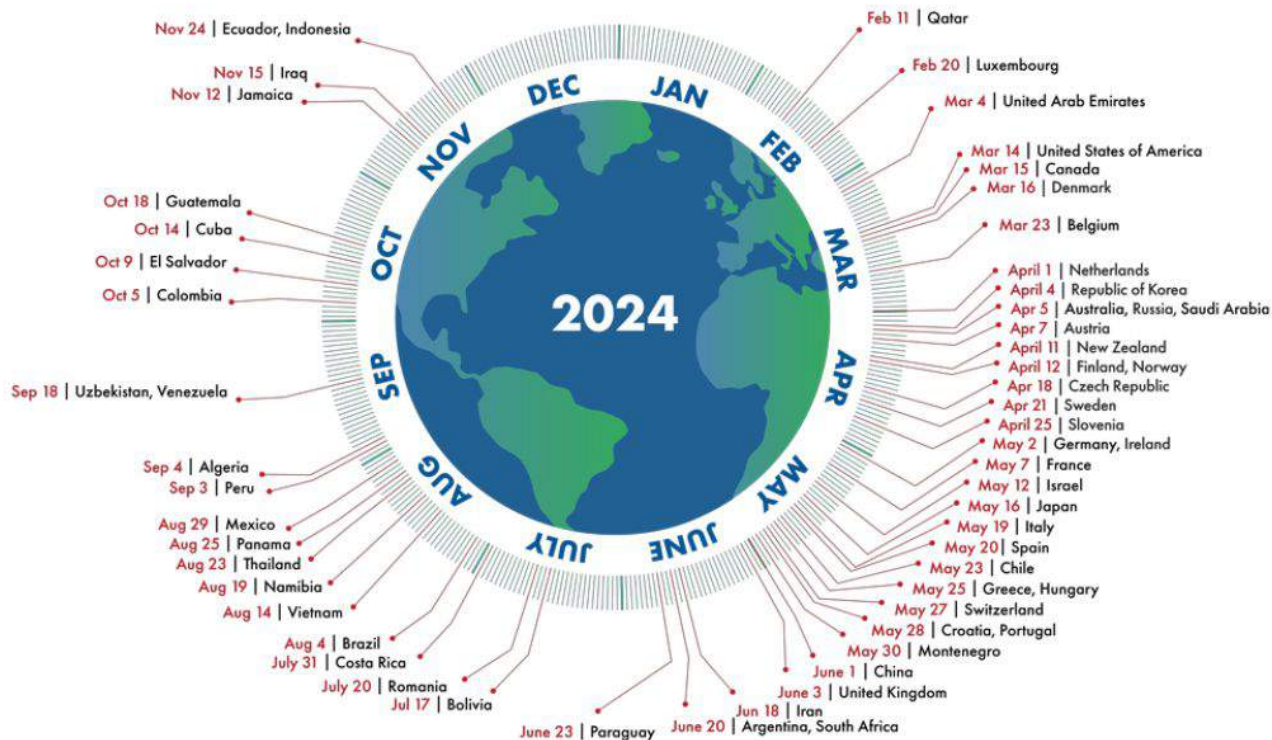 Nov 24 | Ecuador, Indonesia
Nov 15 | Iraq
Nov 12 | Jamaica
Oct 18 | Guatemala
Oct 14 | Cuba
Oct 9 | El Salvador
Oct 5 | Colombia
Sep 18 | Uzbekistan, Venezuela
Sep 4 | Algeria
Sep 3 | Peru
Aug 29 | Mexico
Aug 25 | Panama
Aug 23 | Thailand
Aug 19 | Namibia
Aug 14 | Vietnam
Aug 4 | Brazil
July 31 | Costa Rica
July 20 | Romania
Jul 17 | Bolivia
JAN
FEB
MAR
APR
MAY
JUNE
JULY
AUG
SEP
OCT
NOV
DEC
2024
Feb 11 | Qatar
Feb 20 | Luxembourg
Mar 4 | United Arab Emirates
Mar 14 | United States of America
Mar 15 | Canada
Mar 16 | Denmark
Mar 23 | Belgium
April 1 | Netherlands
April 4 | Republic of Korea
Apr 5 | Australia, Russia, Saudi Arabia
Apr 7 | Austria
April 11 | New Zealand
April 12 | Finland, Norway
Apr 18 | Czech Republic
Apr 21 | Sweden
April 25 | Slovenia
May 2 | Germany, Ireland
May 7 | France
May 12 | Israel
May 16 | Japan
May 19 | Italy
May 20 | Spain
May 23 | Chile
May 25 | Greece, Hungary
May 27 | Switzerland
May 28 | Croatia, Portugal
May 30 | Montenegro
June 1 | China
June 3 | United Kingdom
Jun 18 | Iran
June 20 | Argentina, South Africa
June 23 | Paraguay